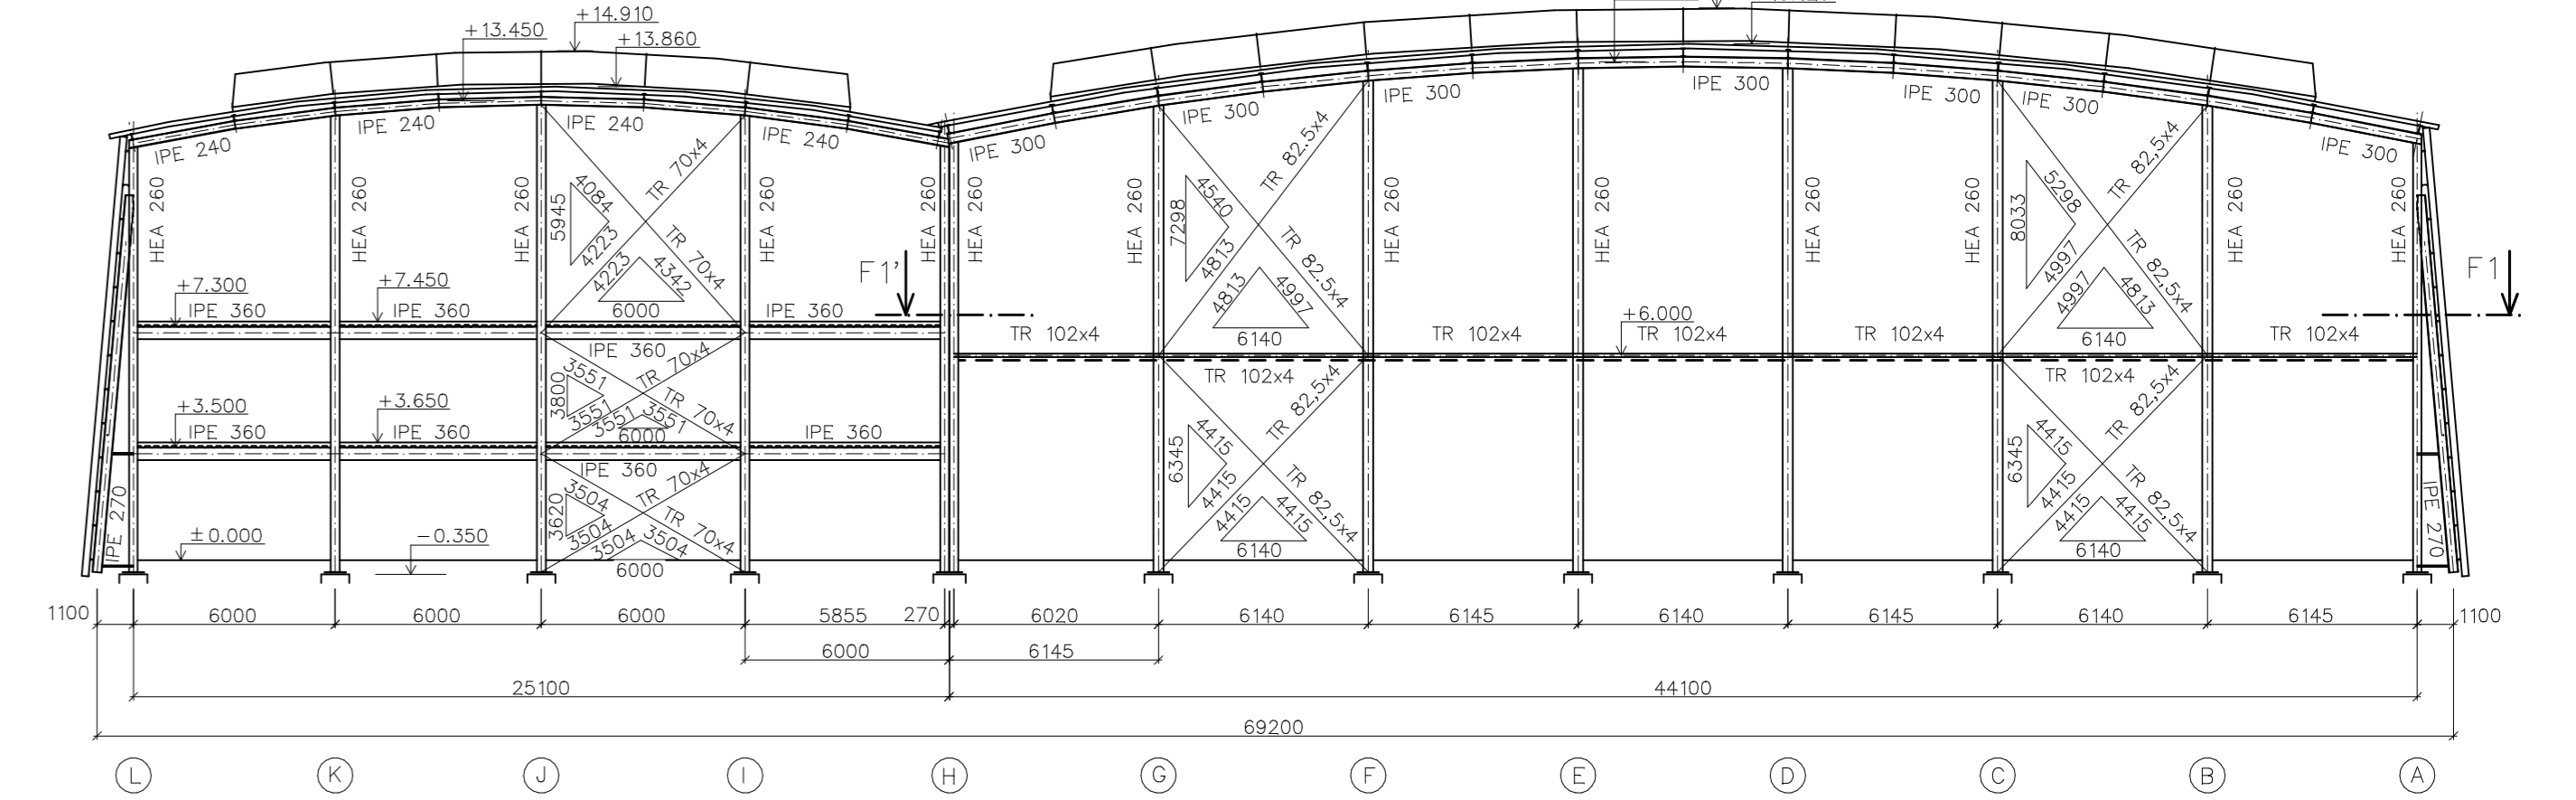 +14.910
+13.450
+13.860
IPE 240
IPE 240
IPE 240
IPE 240
IPE 300
IPE 300
IPE 300
IPE 300
IPE 300
IPE 300
IPE 300
HEA 260
HEA 260
HEA 260
HEA 260
HEA 260
HEA 260
HEA 260
HEA 260
HEA 260
HEA 260
HEA 260
HEA 260
HEA 260
TR 70x4
TR 70x4
5945
4084
4223
4223
4342
6000
TR 82.5x4
TR 82.5x4
7298
4540
4813
4813
4997
6140
TR 82,5x4
TR 82,5x4
8033
5298
4997
4997
4813
6140
F1'
F1
+7.300
+7.450
IPE 360
IPE 360
IPE 360
IPE 360
+6.000
TR 102x4
TR 102x4
TR 102x4
TR 102x4
TR 102x4
TR 102x4
TR 102x4
TR 70x4
TR 70x4
3800
3551
3551
3551
3551
6000
+3.500
+3.650
IPE 360
IPE 360
IPE 360
IPE 360
TR 70x4
TR 70x4
3620
3504
3504
3504
3504
6000
TR 82,5x4
TR 82,5x4
6345
4415
4415
4415
4415
6140
TR 82,5x4
TR 82,5x4
6345
4415
4415
4415
4415
6140
IPE 270
IPE 270
±0.000
-0.350
1100
6000
6000
6000
5855
270
6020
6140
6145
6140
6145
6140
6145
1100
6000
6145
25100
44100
69200
L
K
J
I
H
G
F
E
D
C
B
A